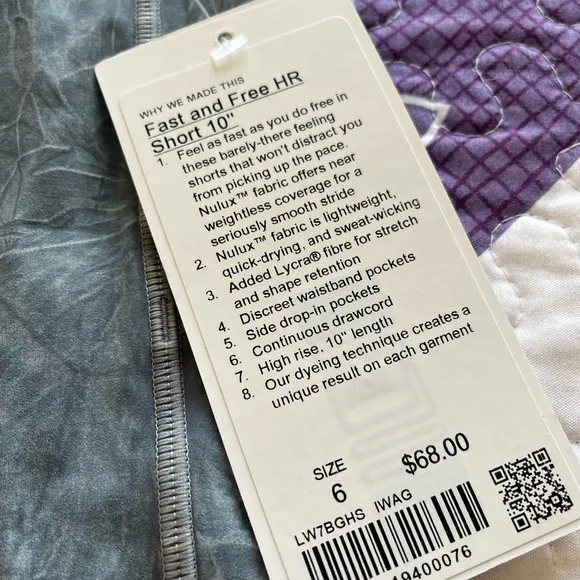 WHY WE MADE THIS
Fast and Free HR
Short 10"
1. Feel as fast as you do free in
these barely-there feeling
shorts that won't distract you
from picking up the pace.
Nulux™ fabric offers near
weightless coverage for a
seriously smooth stride
2. Nulux™ fabric is lightweight,
quick-drying, and sweat-wicking
3. Added Lycra® fibre for stretch
and shape retention
4. Discreet waistband pockets
5. Side drop-in pockets
6. Continuous drawcord
7. High rise, 10" length
8. Our dyeing technique creates a
unique result on each garment
SIZE
6
$68.00
LW7BGHS IWAG
9400076